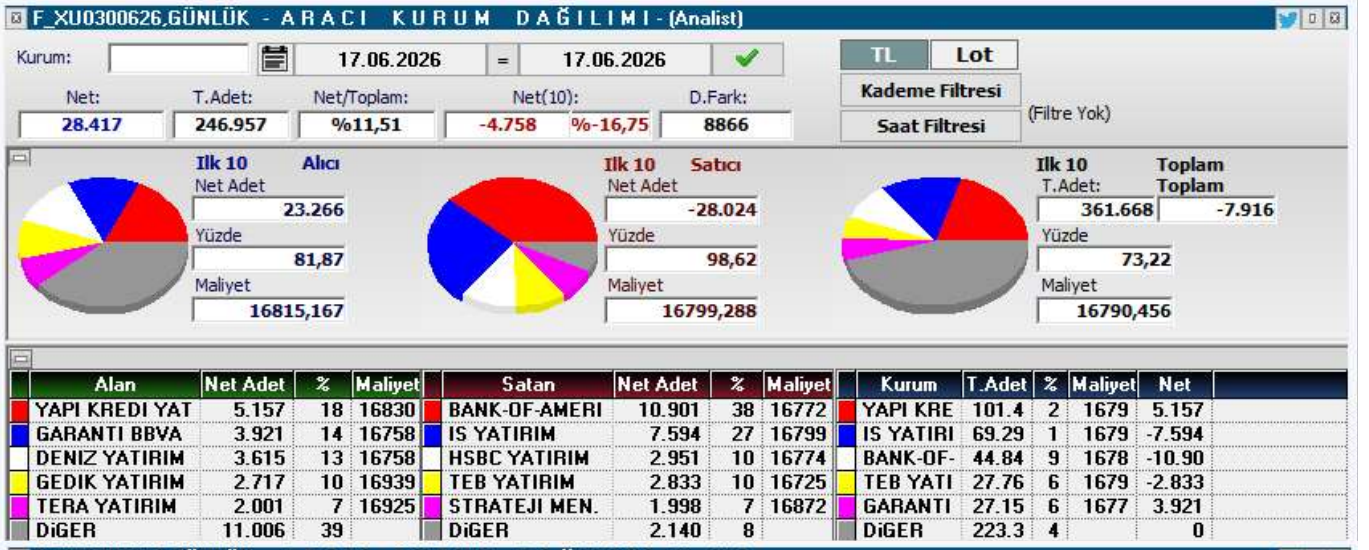 F_XU0300626,GÜNLÜK - A R A C I   K U R U M   D A Ğ I L I M I - (Analist)
Kurum: 17.06.2026 = 17.06.2026 TL Lot
Kademe Filtresi
Net: T.Adet: Net/Toplam: Net(10): D.Fark:
28.417 246.957 %11,51 -4.758 %-16,75 8866 Saat Filtresi (Filtre Yok)
Ilk 10 Alıcı Ilk 10 Satıcı Ilk 10 Toplam
Net Adet Net Adet T.Adet: Toplam
23.266 -28.024 361.668 -7.916
Yüzde Yüzde Yüzde
81,87 98,62 73,22
Maliyet Maliyet Maliyet
16815,167 16799,288 16790,456
Alan Net Adet % Maliyet Satan Net Adet % Maliyet Kurum T.Adet % Maliyet Net
YAPI KREDI YAT 5.157 18 16830 BANK-OF-AMERI 10.901 38 16772 YAPI KRE 101.4 2 1679 5.157
GARANTI BBVA 3.921 14 16758 IS YATIRIM 7.594 27 16799 IS YATIRI 69.29 1 1679 -7.594
DENIZ YATIRIM 3.615 13 16758 HSBC YATIRIM 2.951 10 16774 BANK-OF- 44.84 9 1678 -10.90
GEDIK YATIRIM 2.717 10 16939 TEB YATIRIM 2.833 10 16725 TEB YATI 27.76 6 1679 -2.833
TERA YATIRIM 2.001 7 16925 STRATEJI MEN. 1.998 7 16872 GARANTI 27.15 6 1677 3.921
DiGER 11.006 39 DiGER 2.140 8 DiGER 223.3 4 0